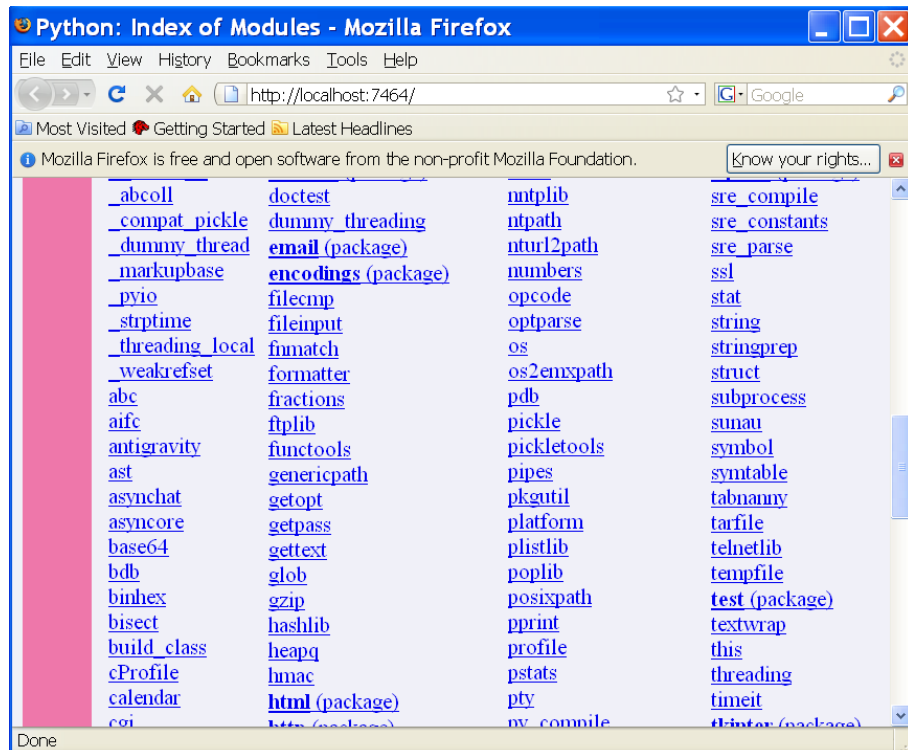 Python: Index of Modules - Mozilla Firefox
File Edit View History Bookmarks Tools Help
http://localhost:7464/
G Google
Most Visited Getting Started Latest Headlines
Mozilla Firefox is free and open software from the non-profit Mozilla Foundation. Know your rights...
_abcoll
_compat_pickle
_dummy_thread
_markupbase
_pyio
_strptime
_threading_local
_weakrefset
abc
aifc
antigravity
ast
asynchat
asyncore
base64
bdb
binhex
bisect
build_class
cProfile
calendar
cgi
doctest
dummy_threading
email (package)
encodings (package)
filecmp
fileinput
fnmatch
formatter
fractions
ftplib
functools
genericpath
getopt
getpass
gettext
glob
gzip
hashlib
heapq
hmac
html (package)
http (package)
nntplib
ntpath
nturl2path
numbers
opcode
optparse
os
os2emxpath
pdb
pickle
pickletools
pipes
pkgutil
platform
plistlib
poplib
posixpath
pprint
profile
pstats
pty
py_compile
sre_compile
sre_constants
sre_parse
ssl
stat
string
stringprep
struct
subprocess
sunau
symbol
symtable
tabnanny
tarfile
telnetlib
tempfile
test (package)
textwrap
this
threading
timeit
tkinter (package)
Done